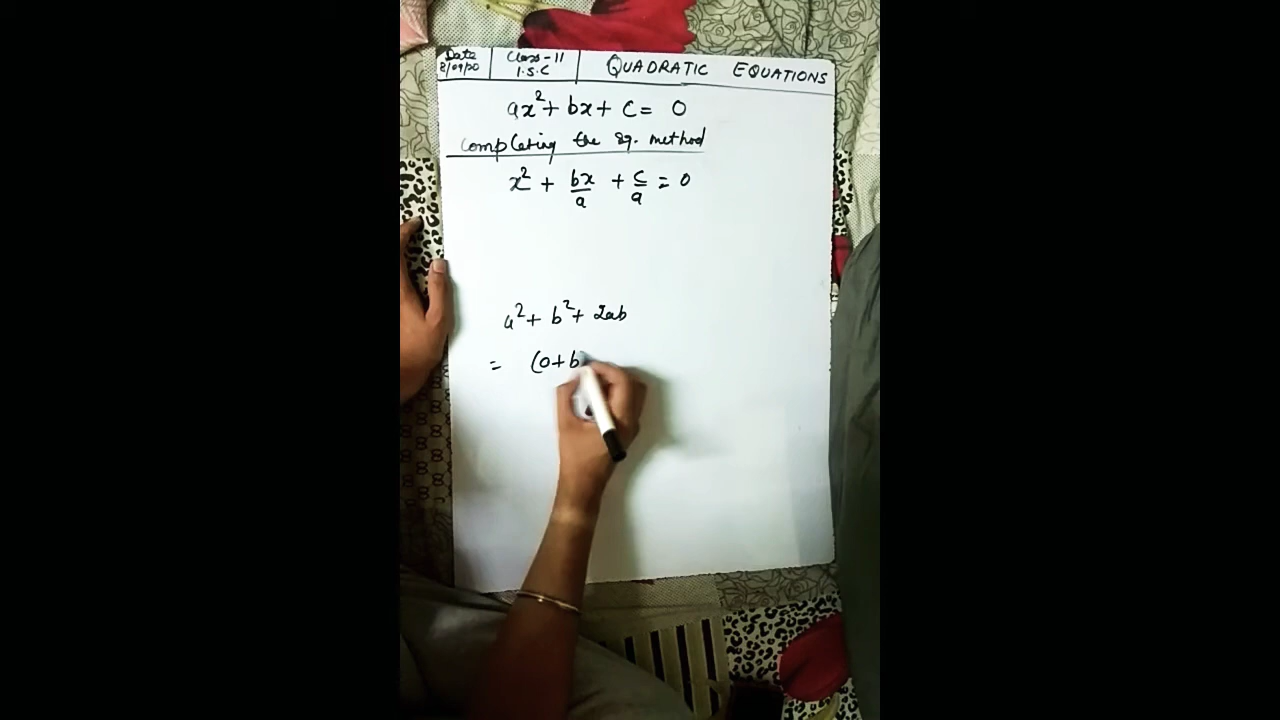 Date 8/09/20
Class-11 I.S.C
QUADRATIC EQUATIONS
ax² + bx + c = 0
completing the sq. method
x² + bx/a + c/a = 0
a² + b² + 2ab
= (a+b